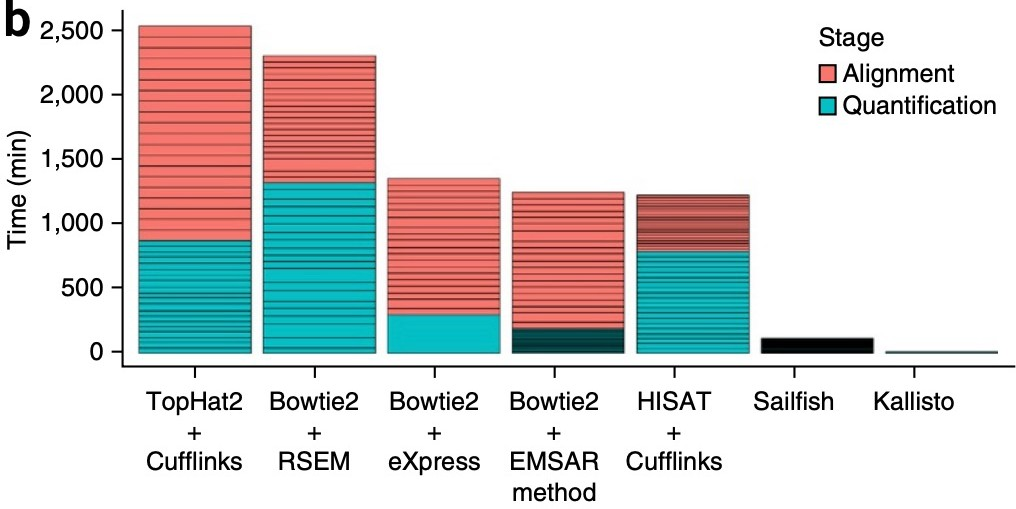 b
Time (min)
2,500
2,000
1,500
1,000
500
0
Stage
Alignment
Quantification
TopHat2
+
Cufflinks
Bowtie2
+
RSEM
Bowtie2
+
eXpress
Bowtie2
+
EMSAR
method
HISAT
+
Cufflinks
Sailfish
Kallisto